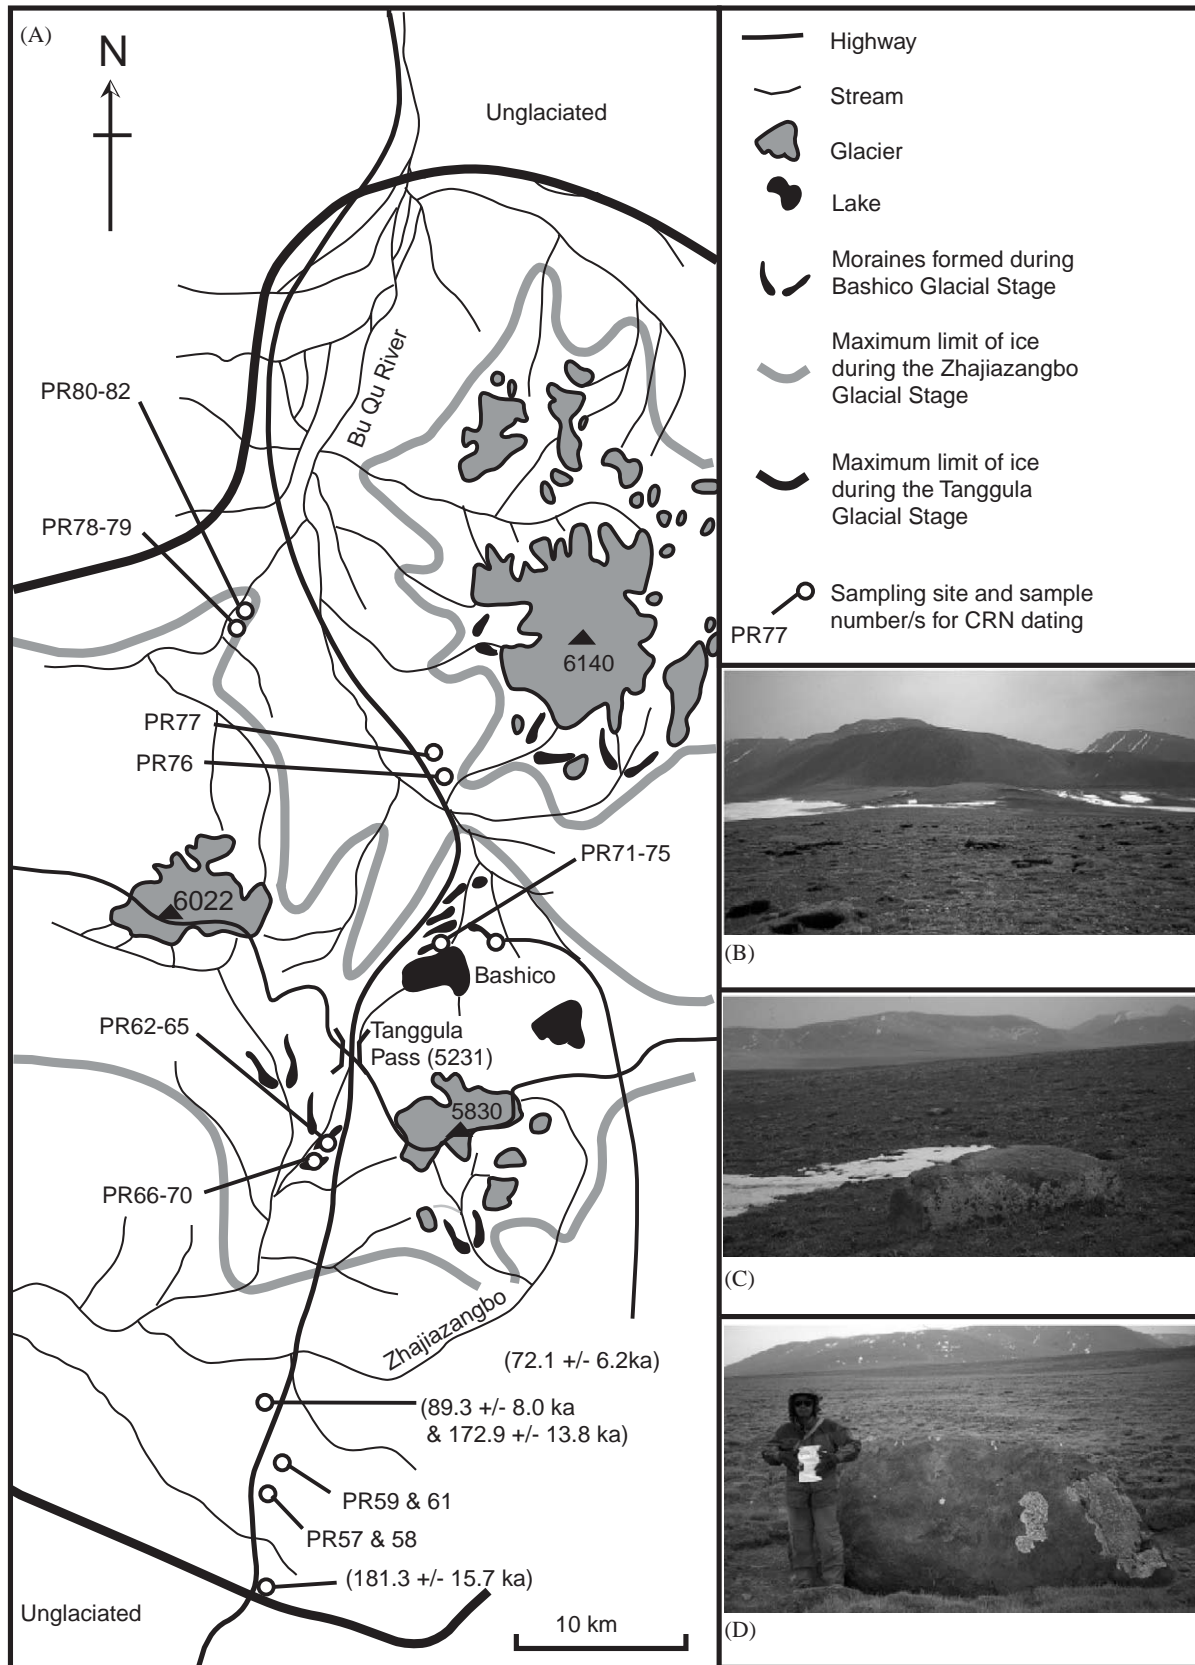 (A)
N
Unglaciated
Bu Qu River
PR80-82
PR78-79
6140
PR77
PR76
PR71-75
6022
Bashico
PR62-65
Tanggula
Pass (5231)
5830
PR66-70
Zhajiazangbo
(72.1 +/- 6.2ka)
(89.3 +/- 8.0 ka
& 172.9 +/- 13.8 ka)
PR59 & 61
PR57 & 58
(181.3 +/- 15.7 ka)
Unglaciated
10 km
Highway
Stream
Glacier
Lake
Moraines formed during
Bashico Glacial Stage
Maximum limit of ice
during the Zhajiazangbo
Glacial Stage
Maximum limit of ice
during the Tanggula
Glacial Stage
Sampling site and sample
number/s for CRN dating
PR77
(B)
(C)
(D)